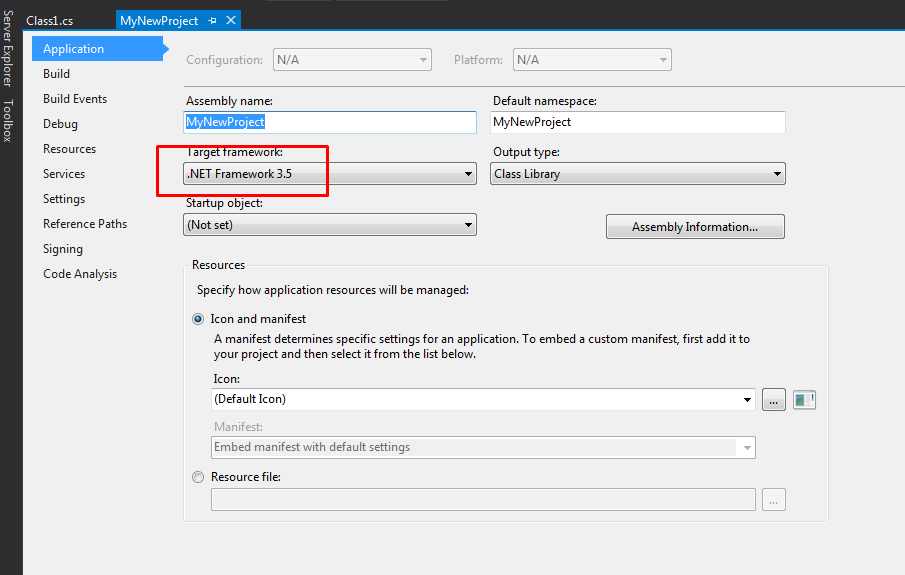 Server Explorer
Toolbox
Class1.cs
MyNewProject
Application
Build
Build Events
Debug
Resources
Services
Settings
Reference Paths
Signing
Code Analysis
Configuration: N/A Platform: N/A
Assembly name: Default namespace:
MyNewProject MyNewProject
Target framework: Output type:
.NET Framework 3.5 Class Library
Startup object:
(Not set) Assembly Information...
Resources
Specify how application resources will be managed:
Icon and manifest
A manifest determines specific settings for an application. To embed a custom manifest, first add it to
your project and then select it from the list below.
Icon:
(Default Icon) ...
Manifest:
Embed manifest with default settings
Resource file:
...